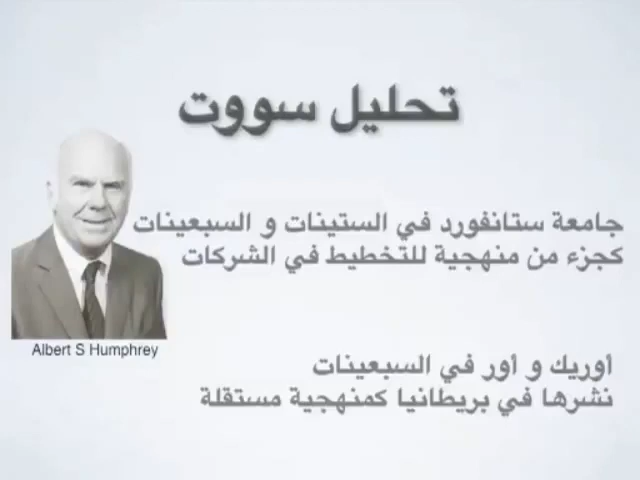 تحليل سووت
جامعة ستانفورد في الستينات و السبعينات
كجزء من منهجية للتخطيط في الشركات
Albert S Humphrey
أوريك و أور في السبعينات
نشرها في بريطانيا كمنهجية مستقلة